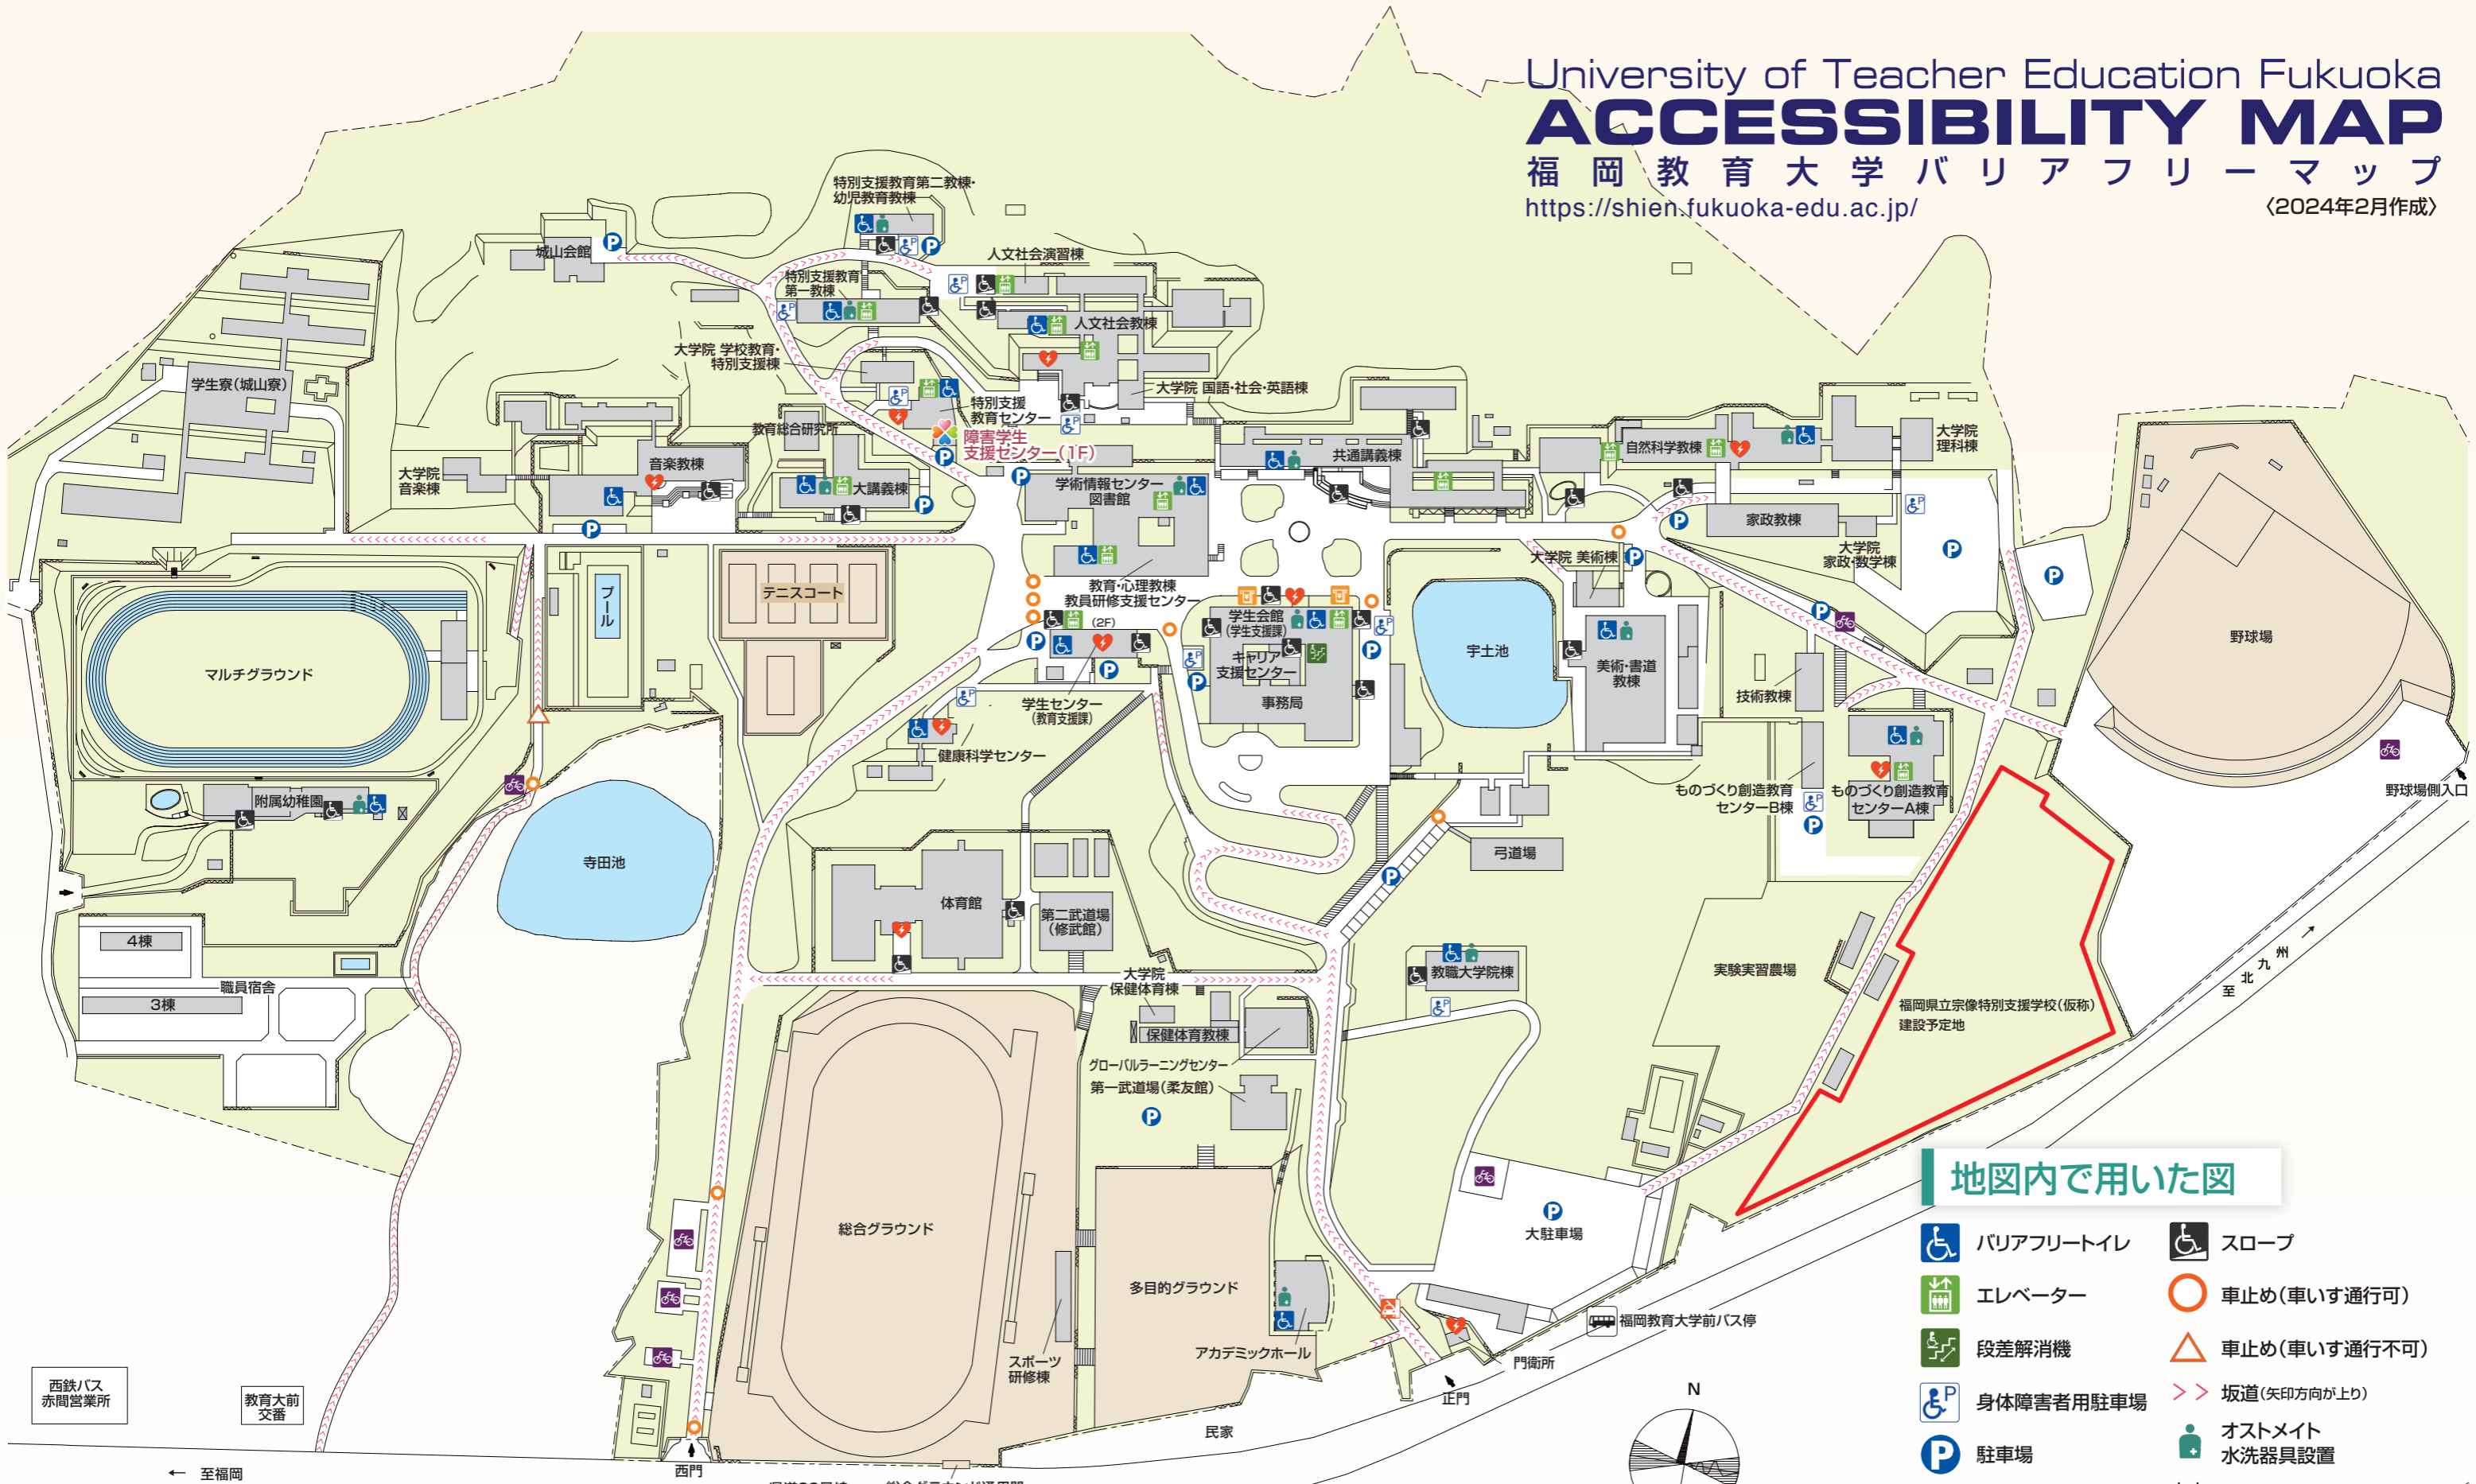 University of Teacher Education Fukuoka
ACCESSIBILITY MAP
福岡教育大学バリアフリーマップ
https://shien.fukuoka-edu.ac.jp/
〈2024年2月作成〉
特別支援教育第二教棟・
幼児教育教棟
城山会館
人文社会演習棟
特別支援教育
第一教棟
人文社会教棟
大学院 学校教育・
特別支援棟
学生寮(城山寮)
大学院 国語・社会・英語棟
特別支援
教育センター
教育総合研究所
障害学生
支援センター(1F)
大学院
音楽棟
音楽教棟
大講義棟
学術情報センター
図書館
共通講義棟
自然科学教棟
大学院
理科棟
家政教棟
大学院
家政・数学棟
大学院 美術棟
プール
テニスコート
教育・心理教棟
教員研修支援センター
(2F)
学生会館
(学生支援課)
キャリア
支援センター
事務局
宇土池
美術・書道
教棟
技術教棟
野球場
マルチグラウンド
学生センター
(教育支援課)
健康科学センター
ものづくり創造教育
センターB棟
ものづくり創造教育
センターA棟
野球場側入口
附属幼稚園
寺田池
弓道場
体育館
第二武道場
(修武館)
4棟
職員宿舎
3棟
大学院
保健体育棟
保健体育教棟
教職大学院棟
実験実習農場
至北九州
福岡県立宗像特別支援学校(仮称)
建設予定地
グローバルラーニングセンター
第一武道場(柔友館)
総合グラウンド
多目的グラウンド
大駐車場
スポーツ
研修棟
アカデミックホール
福岡教育大学前バス停
門衛所
正門
民家
西鉄バス
赤間営業所
教育大前
交番
← 至福岡
西門
N
地図内で用いた図
バリアフリートイレ
スロープ
エレベーター
車止め(車いす通行可)
段差解消機
車止め(車いす通行不可)
身体障害者用駐車場
坂道(矢印方向が上り)
P 駐車場
オストメイト
水洗器具設置